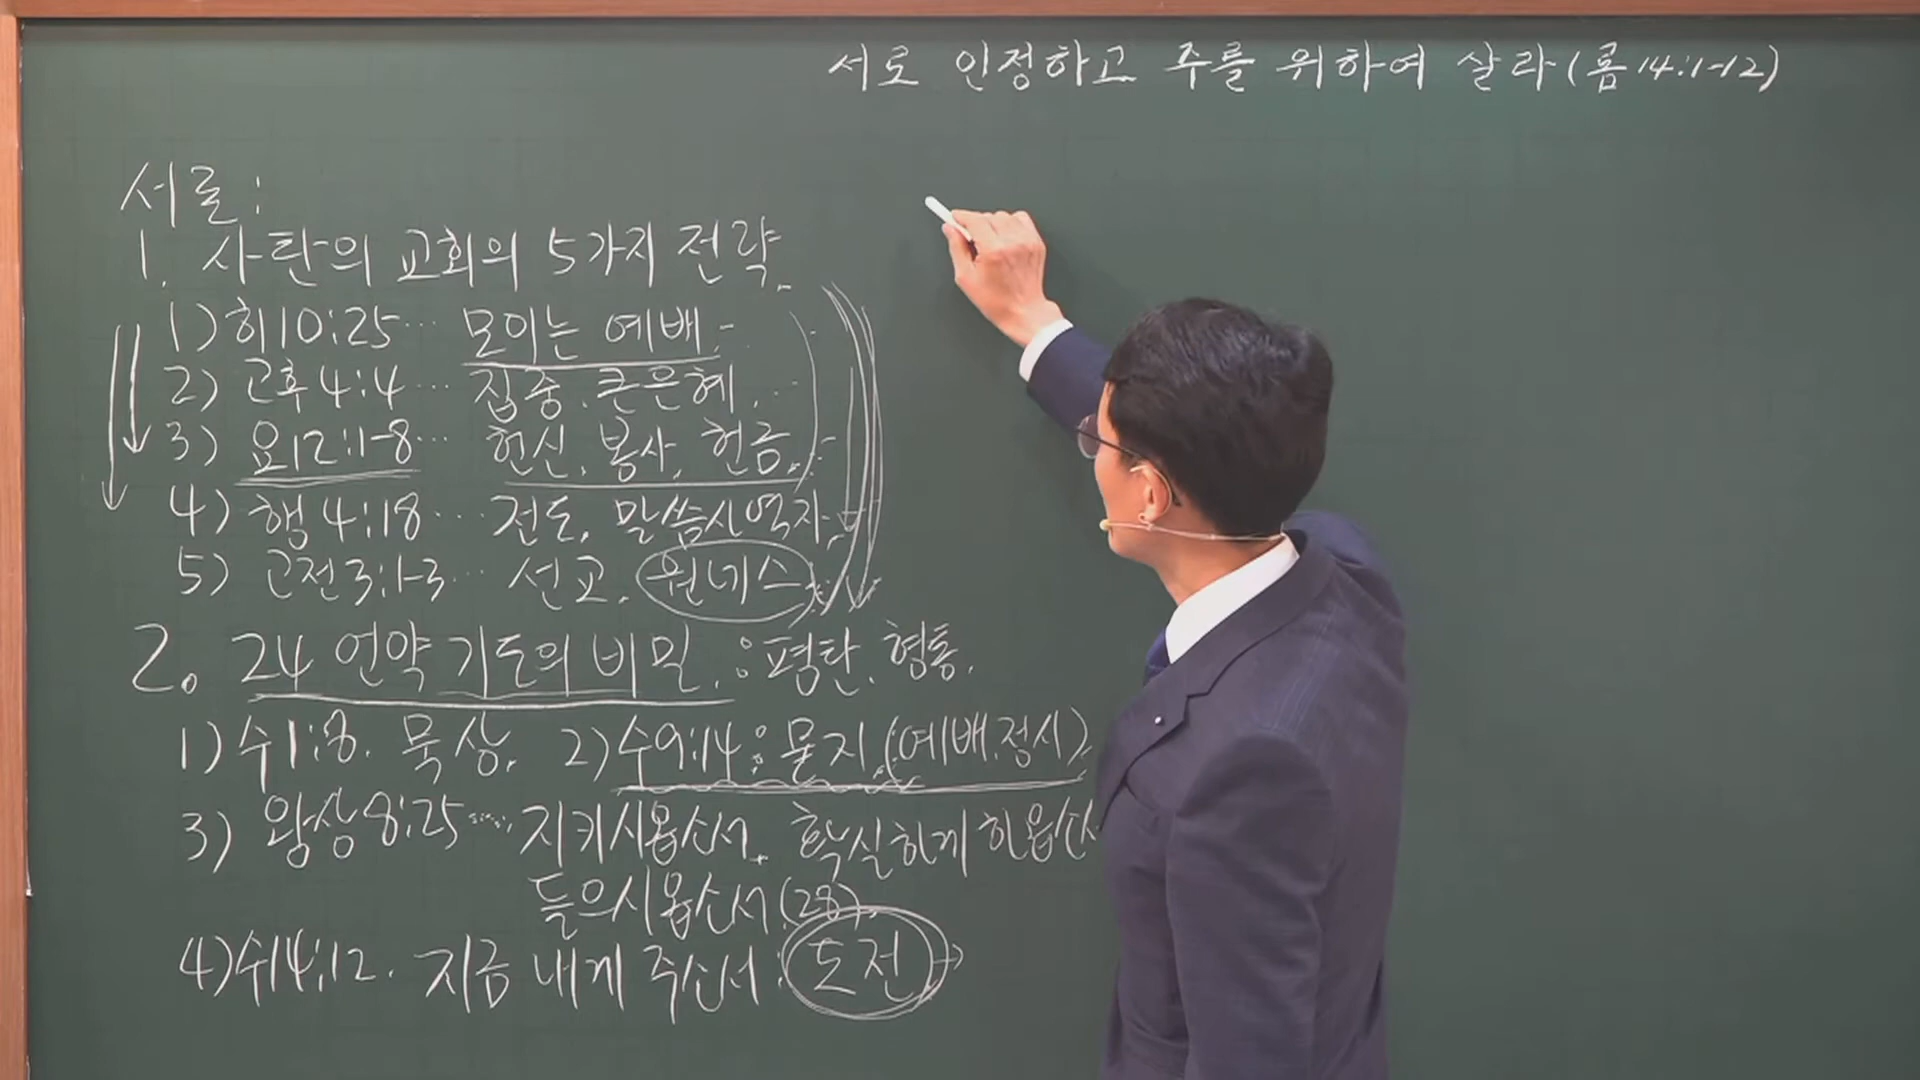 서로 인정하고 주를 위하여 살라(롬14:1-12)
서론:
1. 사탄의 교회의 5가지 전략.
1) 히10:25… 모이는 예배.
2) 고후4:4… 집중. 큰은혜.
3) 요12:1-8… 헌신. 봉사. 헌금.
4) 행4:18… 전도. 말씀사역자.
5) 고전3:1-3… 선교. 원네스
2. 24 언약 기도의 비밀. : 평탄. 형통.
1) 수1:8. 묵상. 2) 수9:14: 묻지.(예배.정시)
3) 왕상8:25…. 지키시옵소서. 확실하게 하옵소서
들으시옵소서(28).
4) 수14:12. 지금 내게 주소서: 도전→